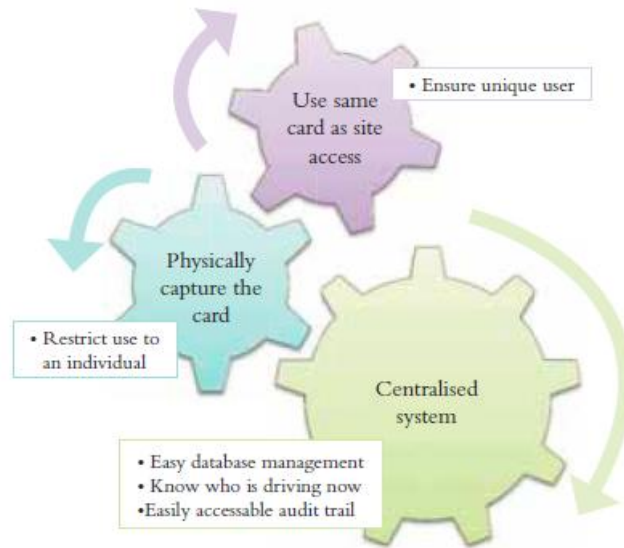 Use same
card as site
access
• Ensure unique user
Physically
capture the
card
• Restrict use to
an individual
Centralised
system
• Easy database management
• Know who is driving now
•Easily accessable audit trail